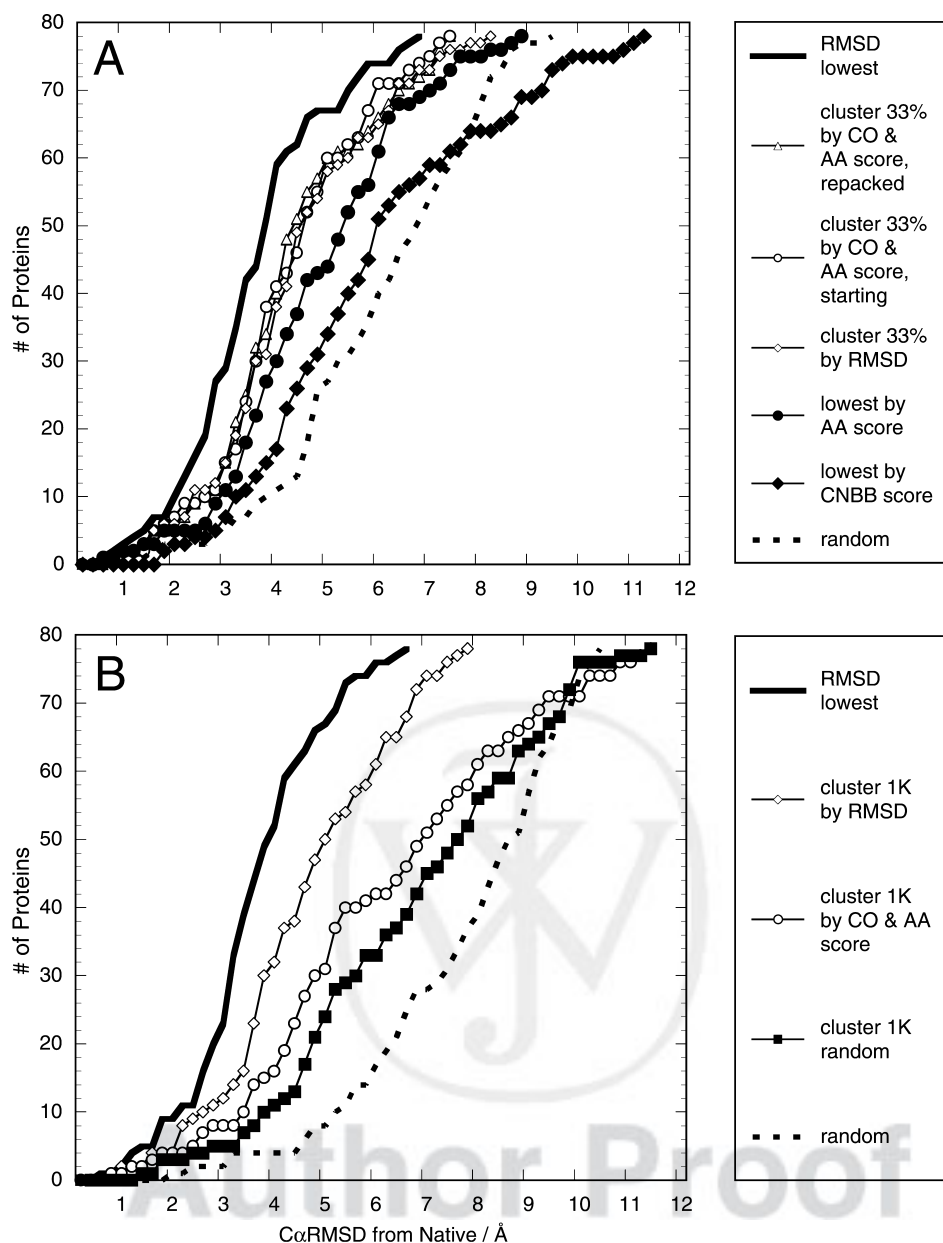 A
80
70
60
50
40
30
20
10
0
# of Proteins
1 2 3 4 5 6 7 8 9 10 11 12
RMSD
lowest
cluster 33%
by CO &
AA score,
repacked
cluster 33%
by CO &
AA score,
starting
cluster 33%
by RMSD
lowest by
AA score
lowest by
CNBB score
random
B
80
70
60
50
40
30
20
10
0
# of Proteins
1 2 3 4 5 6 7 8 9 10 11 12
CαRMSD from Native / Å
RMSD
lowest
cluster 1K
by RMSD
cluster 1K
by CO & AA
score
cluster 1K
random
random
Author Proof